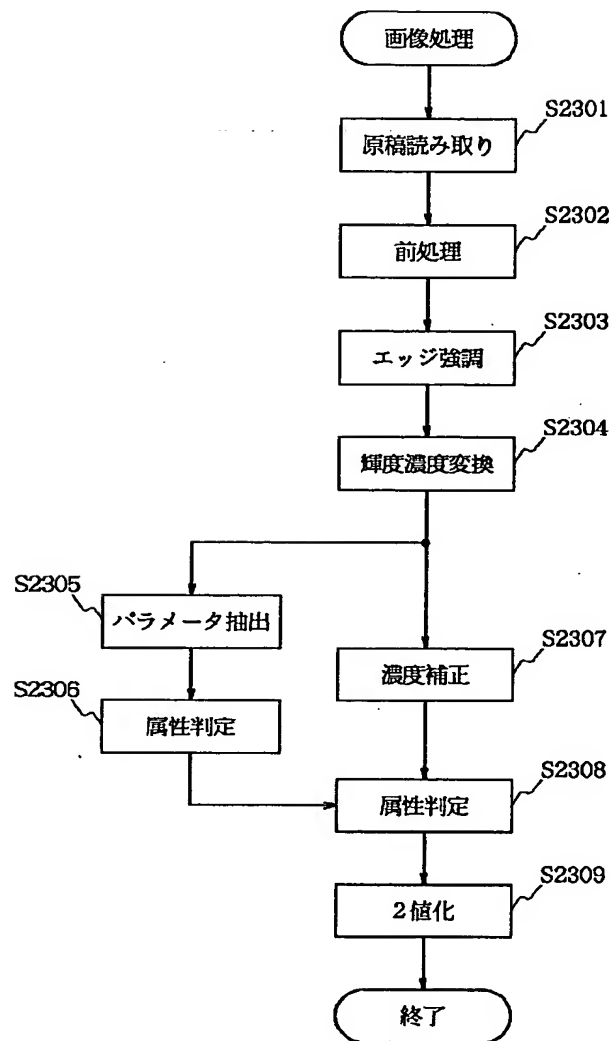 画像処理
S2301
原稿読み取り
S2302
前処理
S2303
エッジ強調
S2304
輝度濃度変換
S2305
パラメータ抽出
S2306
属性判定
S2307
濃度補正
S2308
属性判定
S2309
2値化
終了